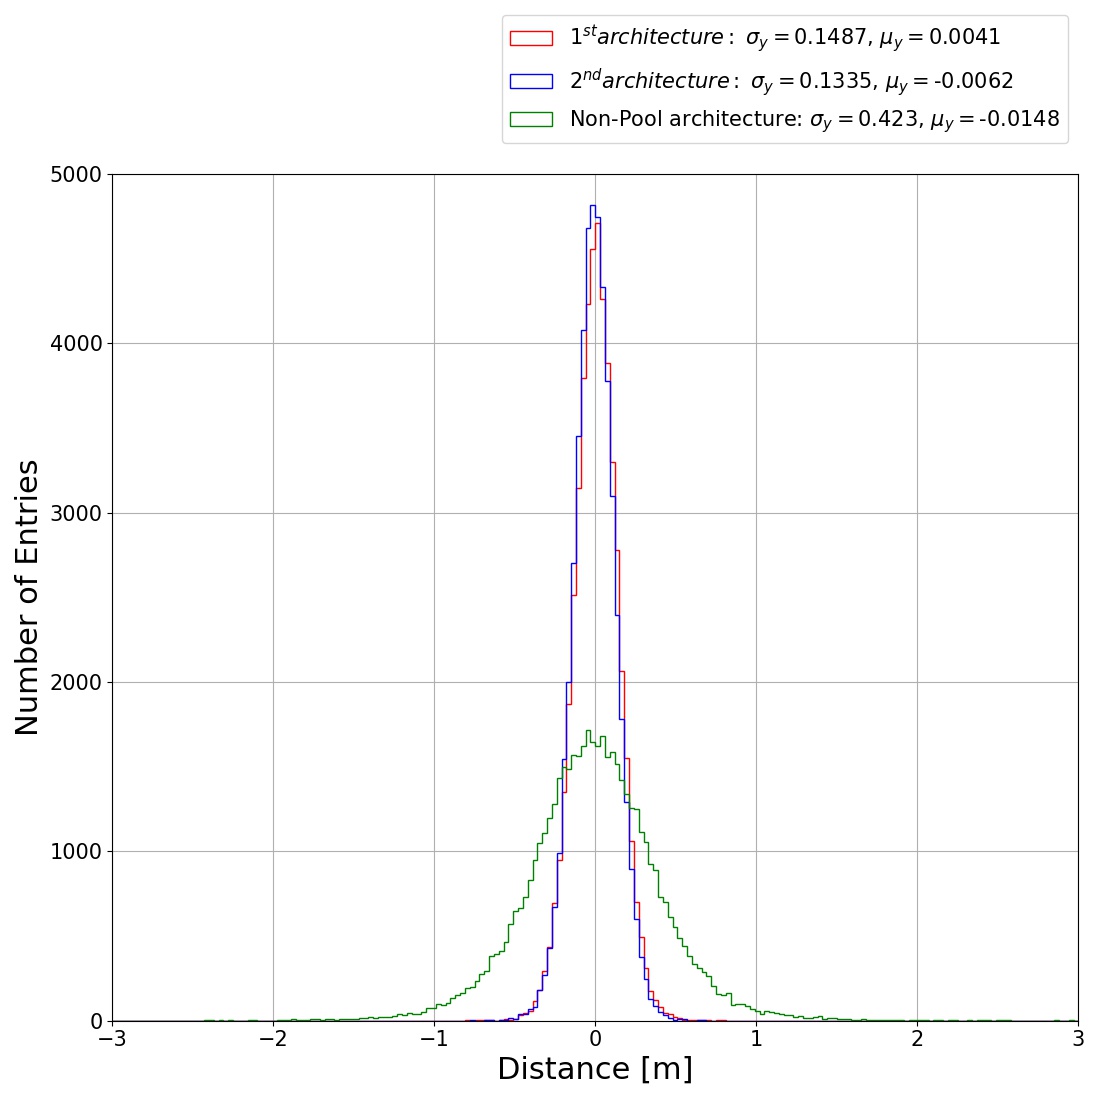 1st architecture: σy = 0.1487, μy = 0.0041
2nd architecture: σy = 0.1335, μy = -0.0062
Non-Pool architecture: σy = 0.423, μy = -0.0148
5000
4000
3000
2000
1000
0
Number of Entries
−3 −2 −1 0 1 2 3
Distance [m]